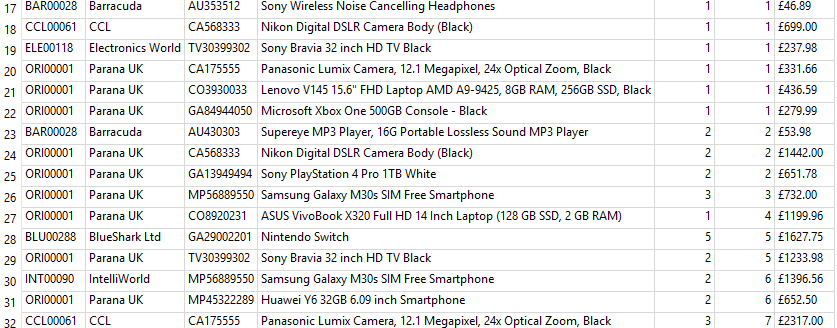 17 BAR00028 Barracuda AU353512 Sony Wireless Noise Cancelling Headphones 1 1 £46.89
18 CCL00061 CCL CA568333 Nikon Digital DSLR Camera Body (Black) 1 1 £699.00
19 ELE00118 Electronics World TV30399302 Sony Bravia 32 inch HD TV Black 1 1 £237.98
20 ORI00001 Parana UK CA175555 Panasonic Lumix Camera, 12.1 Megapixel, 24x Optical Zoom, Black 1 1 £331.66
21 ORI00001 Parana UK CO3930033 Lenovo V145 15.6" FHD Laptop AMD A9-9425, 8GB RAM, 256GB SSD, Black 1 1 £436.59
22 ORI00001 Parana UK GA84944050 Microsoft Xbox One 500GB Console - Black 1 1 £279.99
23 BAR00028 Barracuda AU430303 Supereye MP3 Player, 16G Portable Lossless Sound MP3 Player 2 2 £53.98
24 ORI00001 Parana UK CA568333 Nikon Digital DSLR Camera Body (Black) 2 2 £1442.00
25 ORI00001 Parana UK GA13949494 Sony PlayStation 4 Pro 1TB White 2 2 £651.78
26 ORI00001 Parana UK MP56889550 Samsung Galaxy M30s SIM Free Smartphone 3 3 £732.00
27 ORI00001 Parana UK CO8920231 ASUS VivoBook X320 Full HD 14 Inch Laptop (128 GB SSD, 2 GB RAM) 1 4 £1199.96
28 BLU00288 BlueShark Ltd GA29002201 Nintendo Switch 5 5 £1627.75
29 ORI00001 Parana UK TV30399302 Sony Bravia 32 inch HD TV Black 2 5 £1233.98
30 INT00090 IntelliWorld MP56889550 Samsung Galaxy M30s SIM Free Smartphone 2 6 £1396.56
31 ORI00001 Parana UK MP45322289 Huawei Y6 32GB 6.09 inch Smartphone 2 6 £652.50
32 CCL00061 CCL CA175555 Panasonic Lumix Camera, 12.1 Megapixel, 24x Optical Zoom, Black 3 7 £2317.00